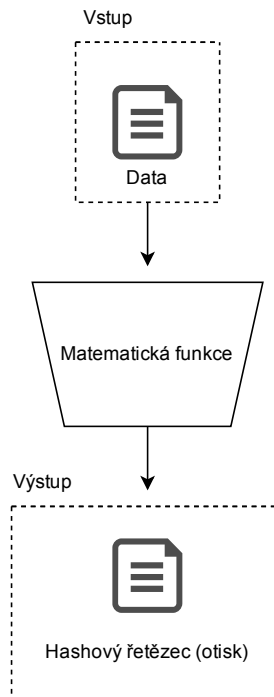 Vstup
Data
Matematická funkce
Výstup
Hashový řetězec (otisk)